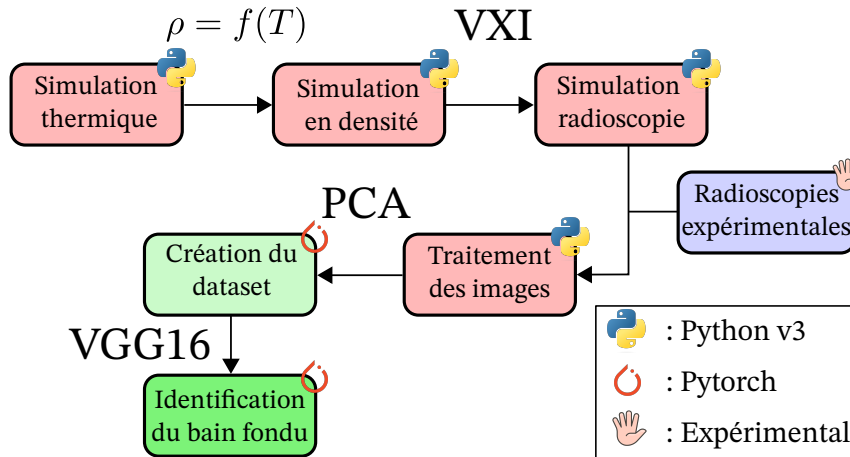 ρ = f(T)
VXI
Simulation
thermique
Simulation
en densité
Simulation
radioscopie
Radioscopies
expérimentales
PCA
Création du
dataset
Traitement
des images
VGG16
Identification
du bain fondu
: Python v3
: Pytorch
: Expérimental